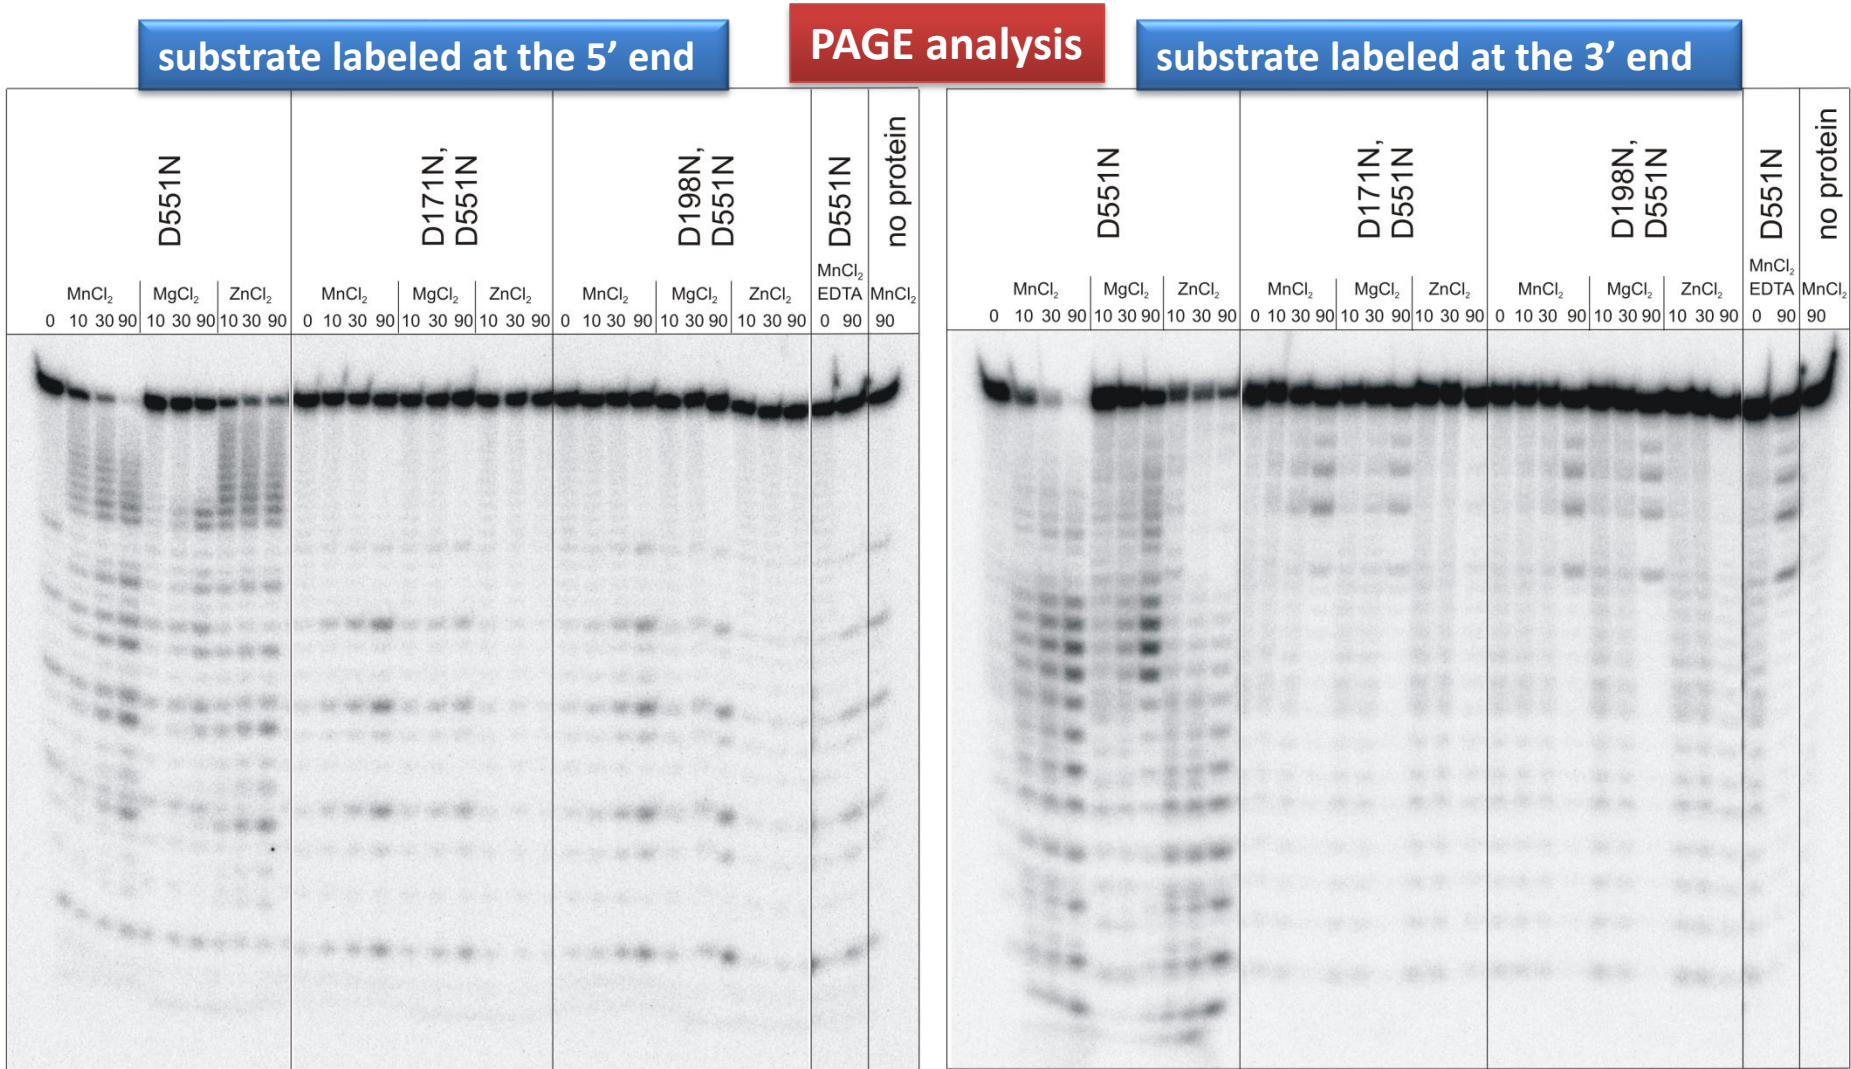 substrate labeled at the 5’ end
PAGE analysis
substrate labeled at the 3’ end
D551N
D171N,
D551N
D198N,
D551N
D551N
no protein
MnCl₂
MgCl₂
ZnCl₂
MnCl₂
MgCl₂
ZnCl₂
MnCl₂
MgCl₂
ZnCl₂
MnCl₂
EDTA
MnCl₂
0 10 30 90 10 30 90 10 30 90 0 10 30 90 10 30 90 10 30 90 0 10 30 90 10 30 90 10 30 90 0 90 90
D551N
D171N,
D551N
D198N,
D551N
D551N
no protein
MnCl₂
MgCl₂
ZnCl₂
MnCl₂
MgCl₂
ZnCl₂
MnCl₂
MgCl₂
ZnCl₂
MnCl₂
EDTA
MnCl₂
0 10 30 90 10 30 90 10 30 90 0 10 30 90 10 30 90 10 30 90 0 10 30 90 10 30 90 10 30 90 0 90 90